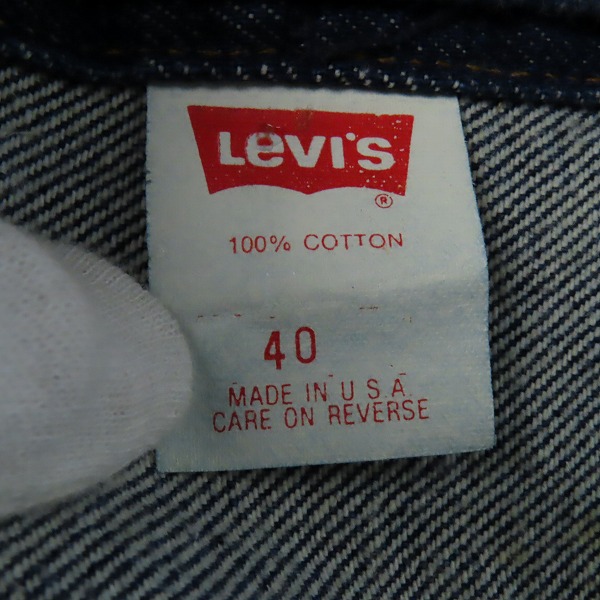 Levi's
®
100% COTTON
40
MADE IN U.S.A.
CARE ON REVERSE